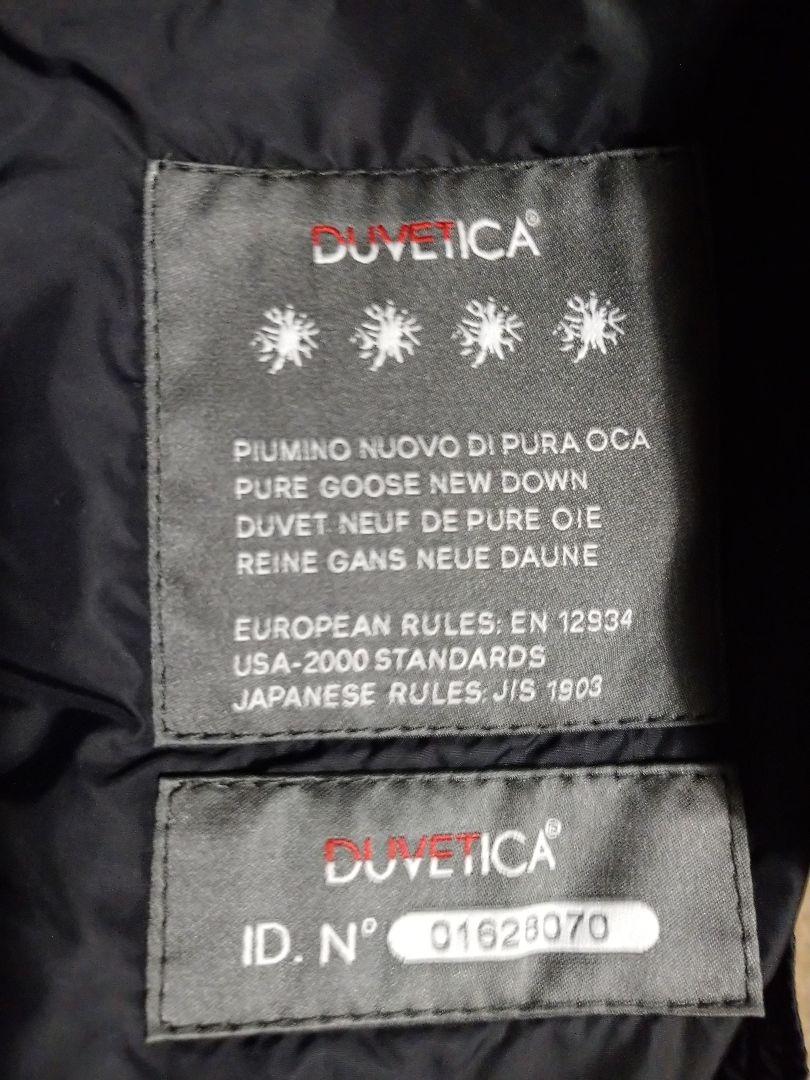 DUVETICA®
PIUMINO NUOVO DI PURA OCA
PURE GOOSE NEW DOWN
DUVET NEUF DE PURE OIE
REINE GANS NEUE DAUNE
EUROPEAN RULES: EN 12934
USA-2000 STANDARDS
JAPANESE RULES: JIS 1903
DUVETICA®
ID. N° 01628070